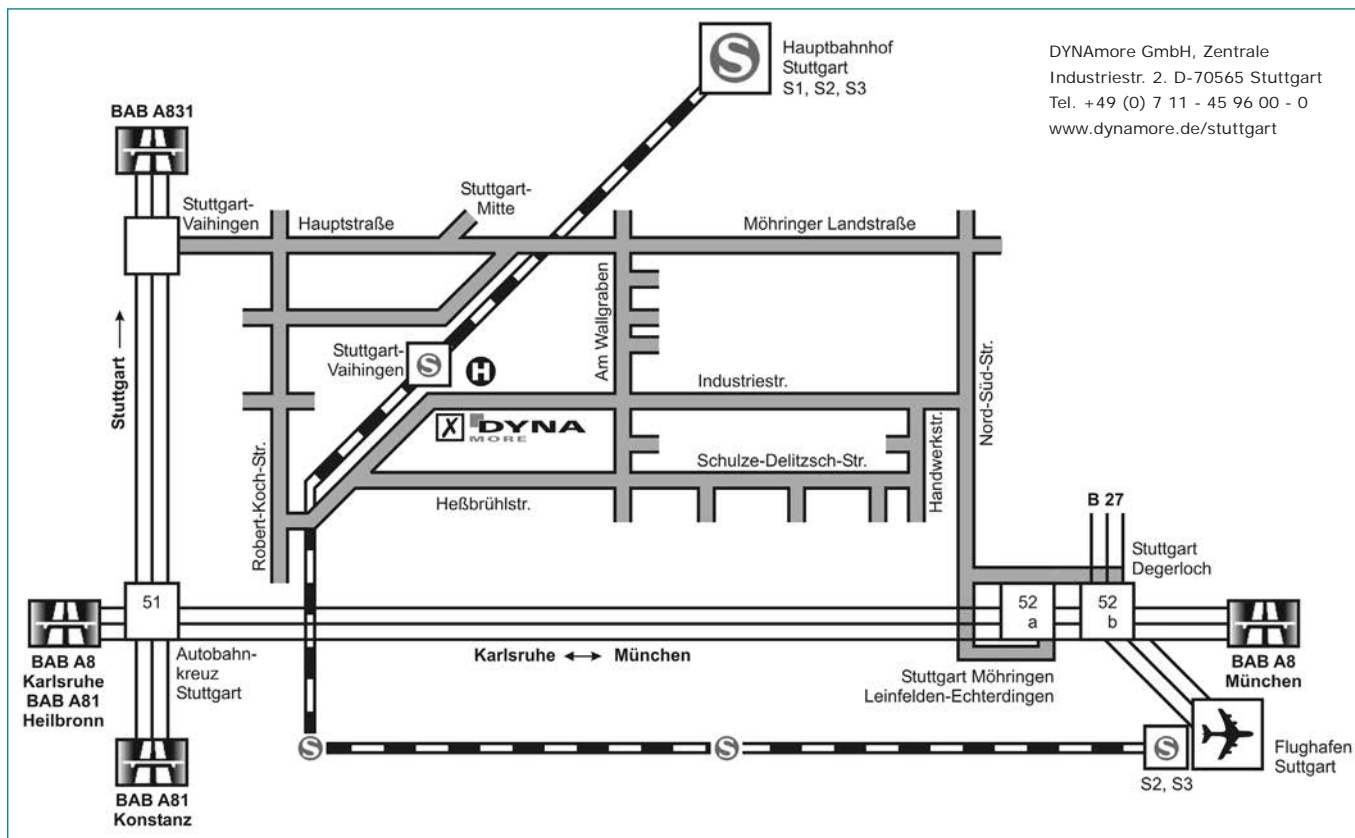 Hauptbahnhof
Stuttgart
S1, S2, S3
DYNAmore GmbH, Zentrale
Industriestr. 2. D-70565 Stuttgart
Tel. +49 (0) 7 11 - 45 96 00 - 0
www.dynamore.de/stuttgart
S
BAB A831
Stuttgart-
Vaihingen
Hauptstraße
Stuttgart-
Mitte
Möhringer Landstraße
Stuttgart
Am Wallgraben
Nord-Süd-Str.
Stuttgart-
Vaihingen
S
H
Industriestr.
X DYNA
MORE
Robert-Koch-Str.
Schulze-Delitzsch-Str.
Handwerkstr.
Heßbrühlstr.
B 27
Stuttgart
Degerloch
51
52
a
52
b
BAB A8
Karlsruhe
BAB A81
Heilbronn
Autobahn-
kreuz
Stuttgart
Karlsruhe
München
Stuttgart Möhringen
Leinfelden-Echterdingen
BAB A8
München
S
S
S
S2, S3
Flughafen
Suttgart
BAB A81
Konstanz